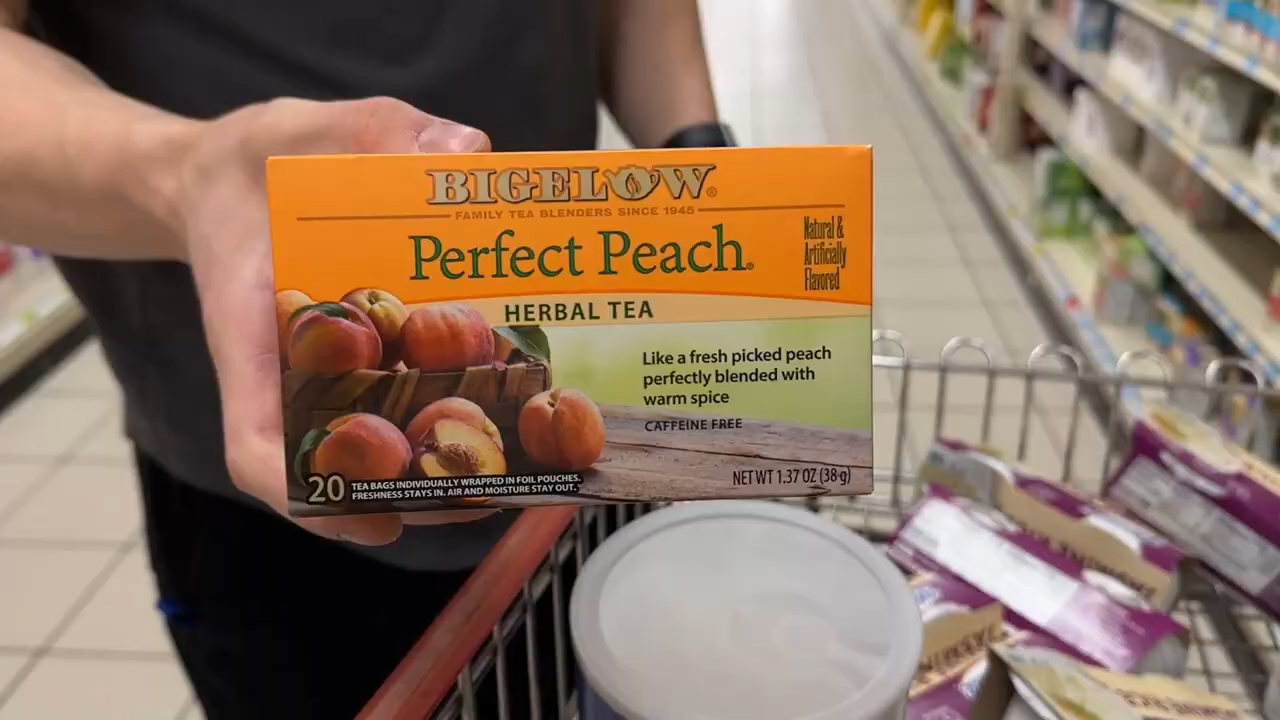 BIGELOW®
FAMILY TEA BLENDERS SINCE 1945
Perfect Peach®
Natural &
Artificially
Flavored
HERBAL TEA
Like a fresh picked peach
perfectly blended with
warm spice
CAFFEINE FREE
20 TEA BAGS INDIVIDUALLY WRAPPED IN FOIL POUCHES.
FRESHNESS STAYS IN. AIR AND MOISTURE STAY OUT.
NET WT 1.37 OZ (38 g)